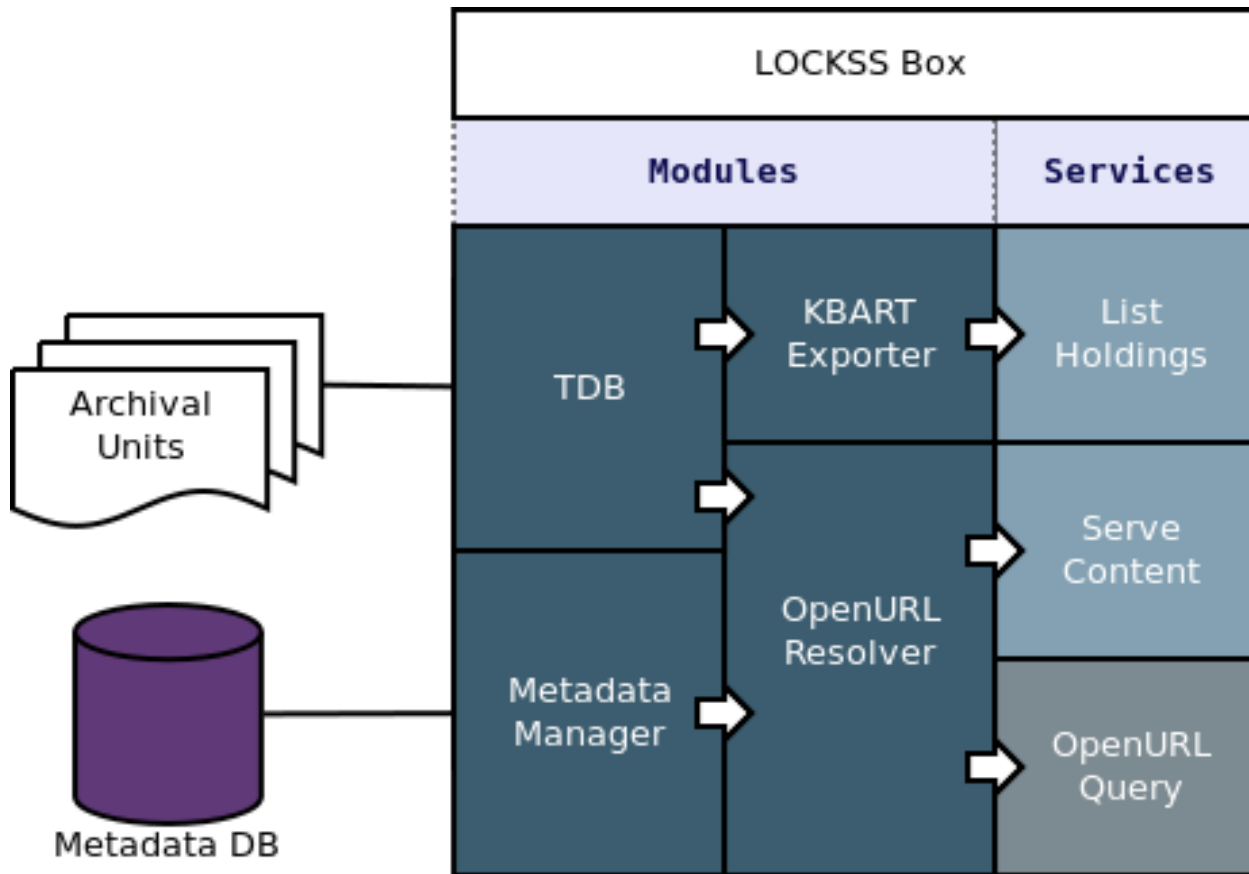 LOCKSS Box
Modules
Services
Archival
Units
TDB
KBART
Exporter
List
Holdings
Serve
Content
OpenURL
Resolver
Metadata
Manager
OpenURL
Query
Metadata DB